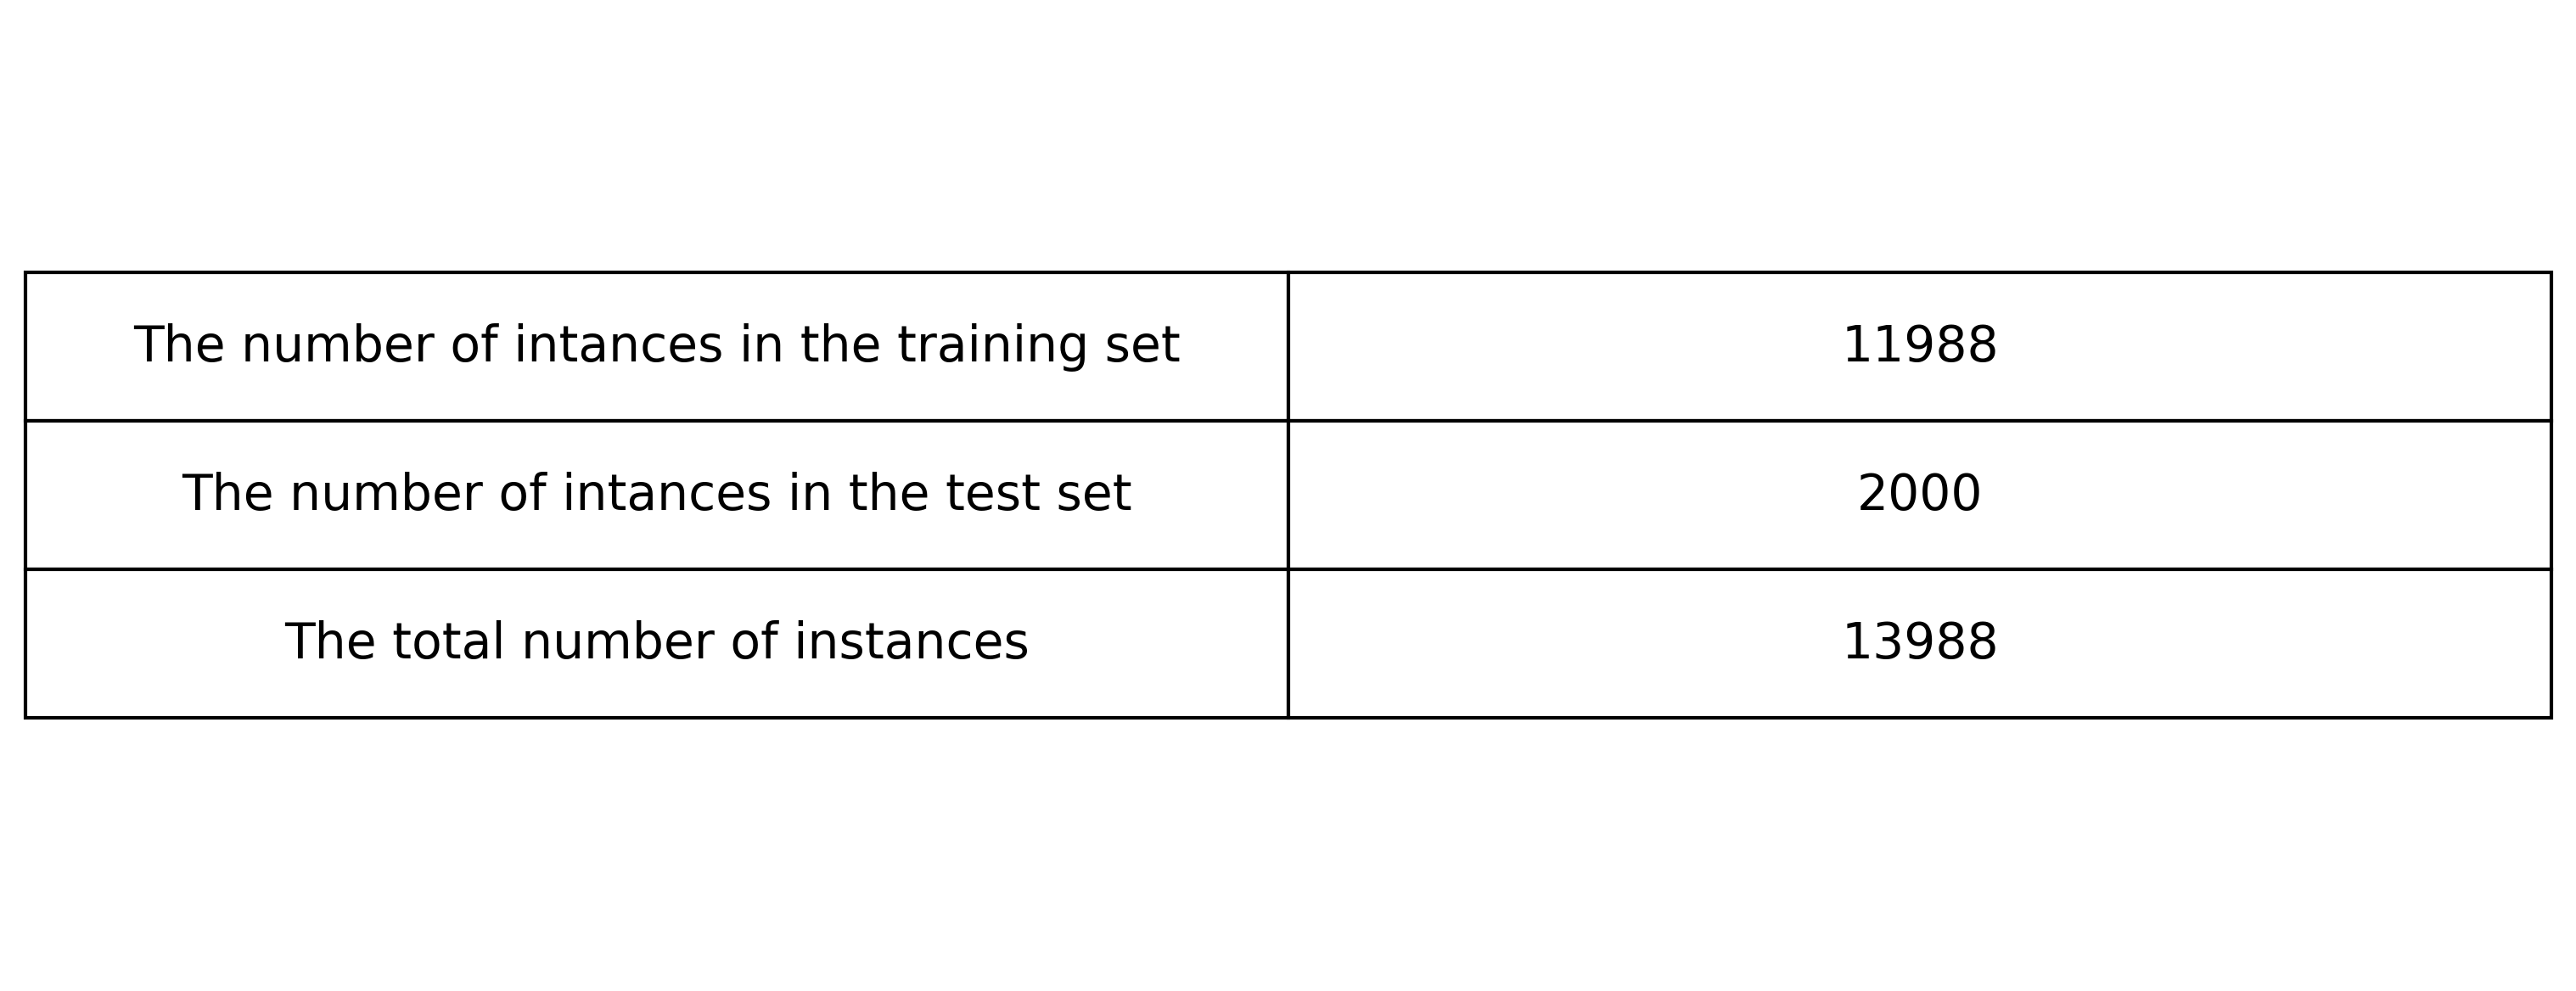 The number of intances in the training set 11988
The number of intances in the test set 2000
The total number of instances 13988